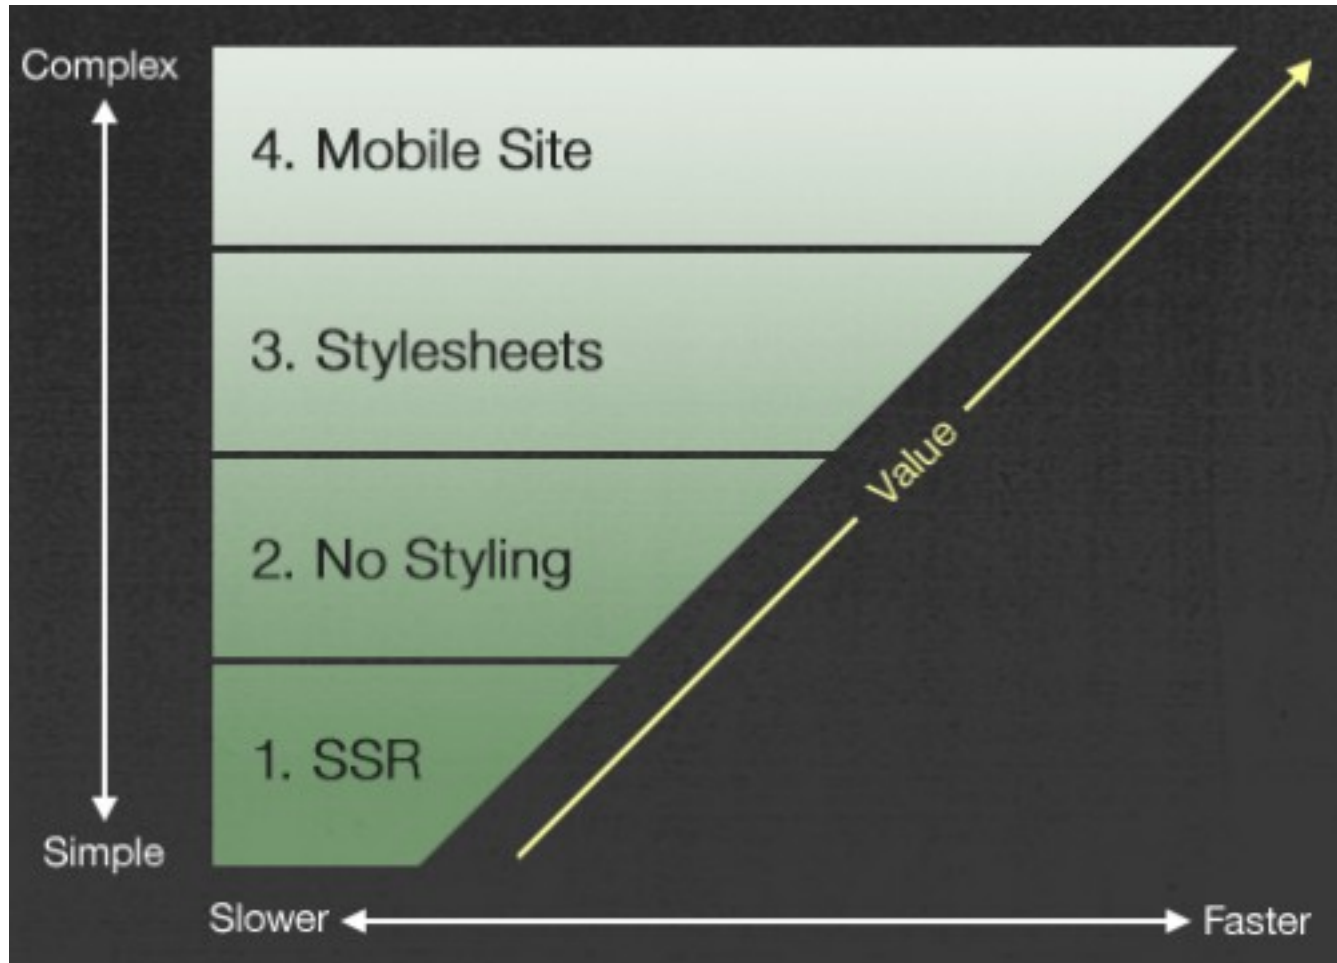 Complex
4. Mobile Site
3. Stylesheets
Value
2. No Styling
1. SSR
Simple
Slower
Faster